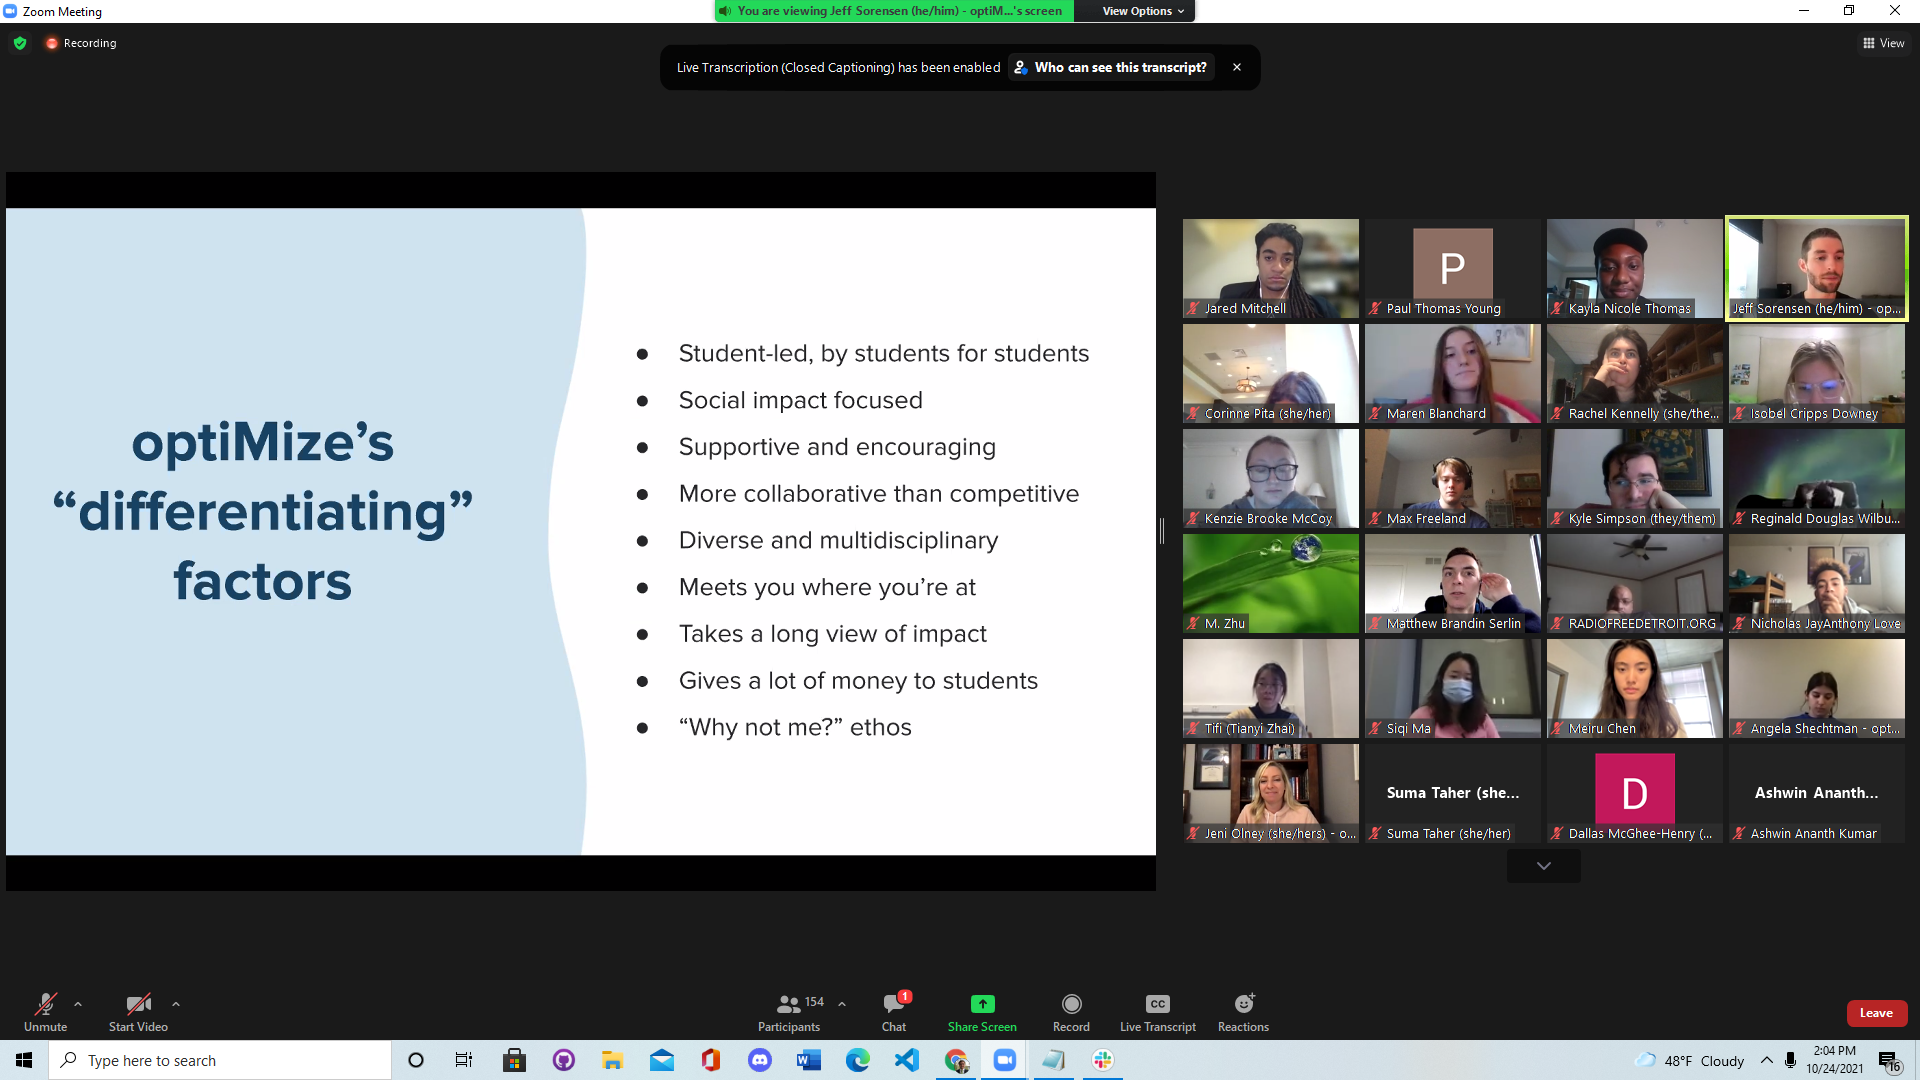 Zoom Meeting
You are viewing Jeff Sorensen (he/him) - optiM...'s screen
View Options
Recording
View
Live Transcription (Closed Captioning) has been enabled
Who can see this transcript?
optiMize’s
“differentiating”
factors
● Student-led, by students for students
● Social impact focused
● Supportive and encouraging
● More collaborative than competitive
● Diverse and multidisciplinary
● Meets you where you’re at
● Takes a long view of impact
● Gives a lot of money to students
● “Why not me?” ethos
Jared Mitchell
P
Paul Thomas Young
Kayla Nicole Thomas
Jeff Sorensen (he/him) - op...
Corinne Pita (she/her)
Maren Blanchard
Rachel Kennelly (she/the...
Isobel Cripps Downey
Kenzie Brooke McCoy
Max Freeland
Kyle Simpson (they/them)
Reginald Douglas Wilbu...
M. Zhu
Matthew Brandin Serlin
RADIOFREEDETROIT.ORG
Nicholas JayAnthony Love
Tifi (Tianyi Zhai)
Siqi Ma
Meiru Chen
Angela Shechtman - opt...
Jeni Olney (she/hers) - o...
Suma Taher (she...
Suma Taher (she/her)
D
Dallas McGhee-Henry (...
Ashwin Ananth...
Ashwin Ananth Kumar
Unmute
Start Video
154
Participants
1
Chat
Share Screen
Record
CC
Live Transcript
Reactions
Leave
Type here to search
48°F Cloudy
2:04 PM
10/24/2021
16